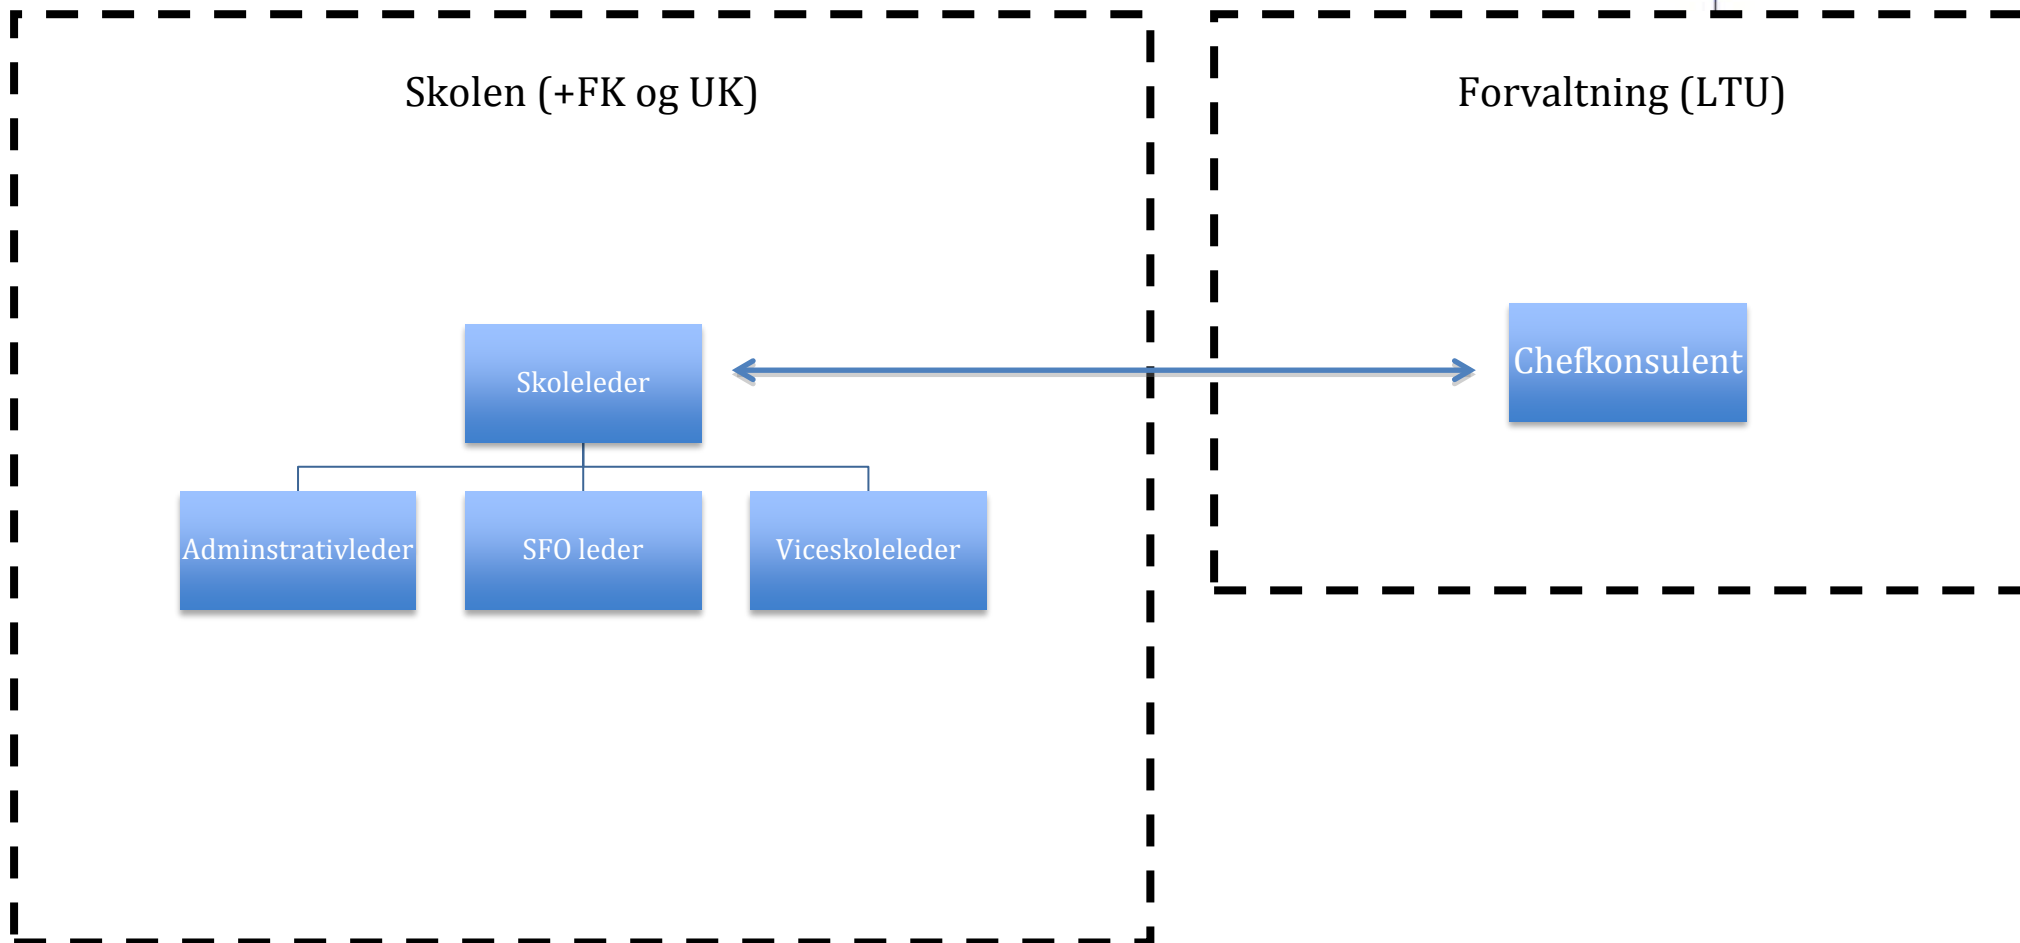 Skolen (+FK og UK)
Forvaltning (LTU)
Skoleleder
Chefkonsulent
Adminstrativleder
SFO leder
Viceskoleleder